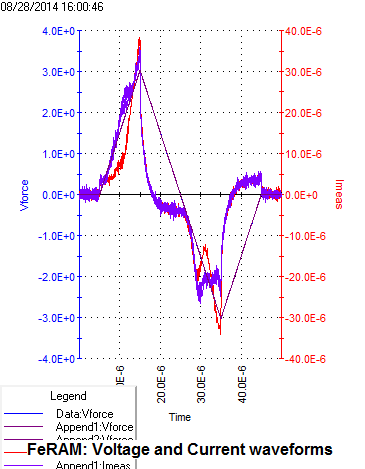 08/28/2014 16:00:46
4.0E+0
40.0E-6
3.0E+0
30.0E-6
2.0E+0
20.0E-6
1.0E+0
10.0E-6
Vforce
0.0E+0
0.0E+0
Imeas
-1.0E+0
-10.0E-6
-2.0E+0
-20.0E-6
-3.0E+0
-30.0E-6
-4.0E+0
-40.0E-6
20.0E-6
30.0E-6
Time
Legend
Data:Vforce
Append1:Vforce
Append2:Vforce
FeRAM: Voltage and Current waveforms
Append1:Imeas